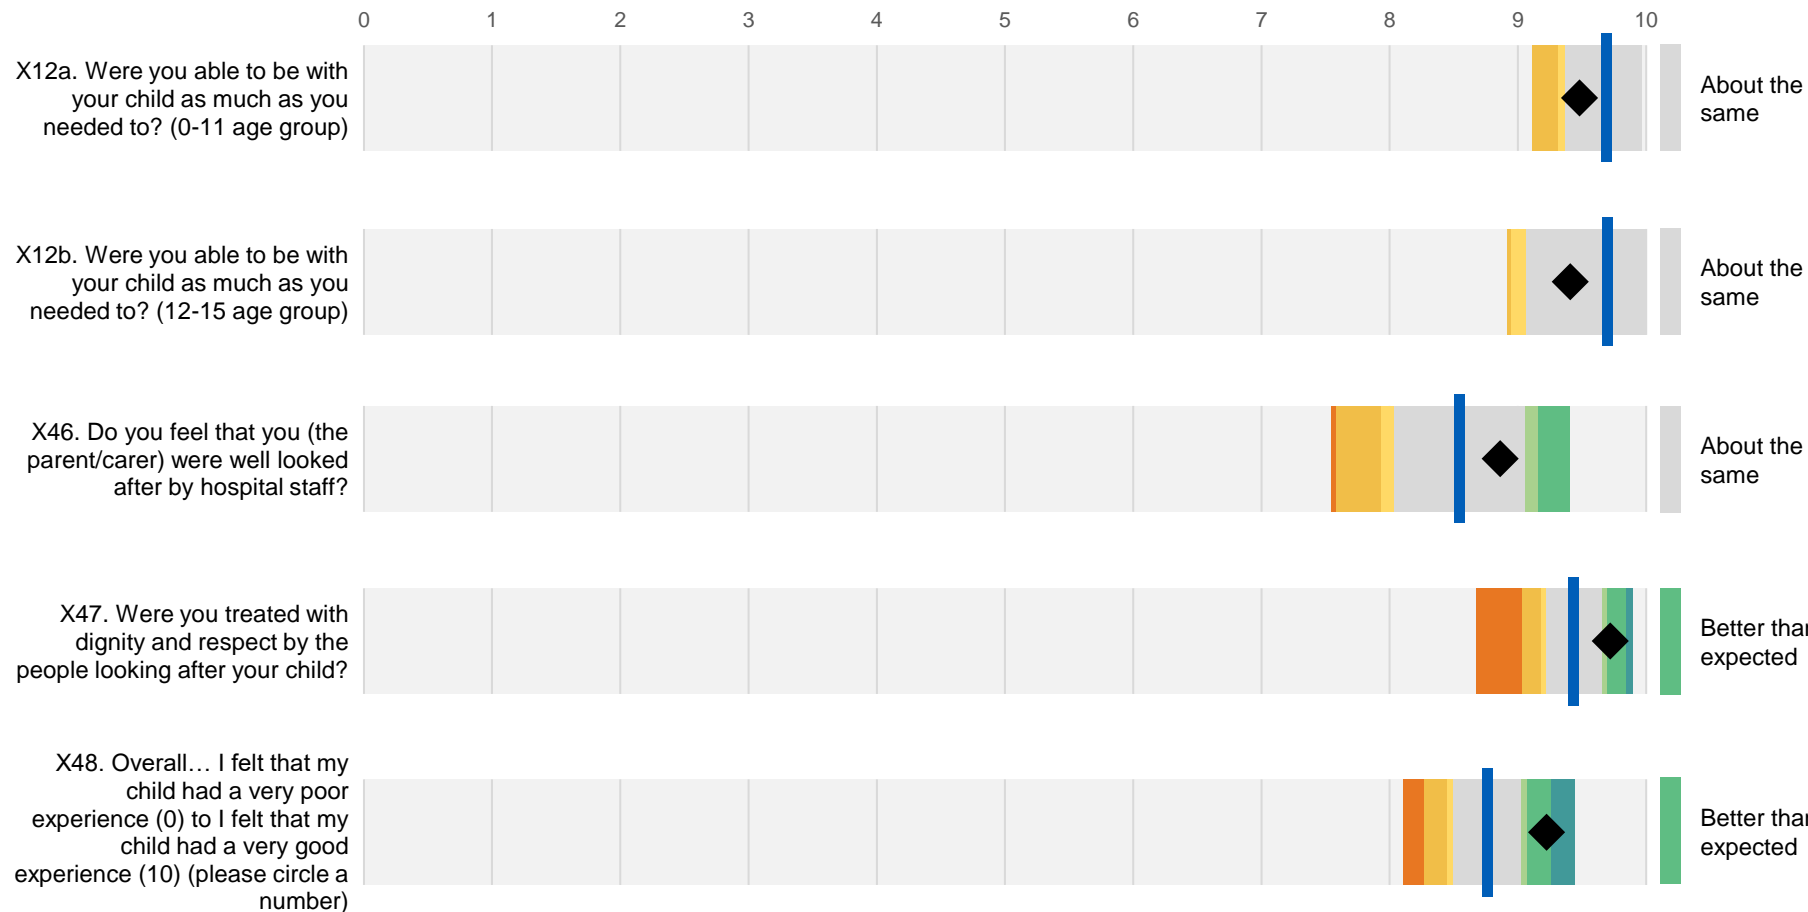 0 1 2 3 4 5 6 7 8 9 10
X12a. Were you able to be with
your child as much as you
needed to? (0-11 age group)
About the
same
X12b. Were you able to be with
your child as much as you
needed to? (12-15 age group)
About the
same
X46. Do you feel that you (the
parent/carer) were well looked
after by hospital staff?
About the
same
X47. Were you treated with
dignity and respect by the
people looking after your child?
Better than
expected
X48. Overall… I felt that my
child had a very poor
experience (0) to I felt that my
child had a very good
experience (10) (please circle a
number)
Better than
expected